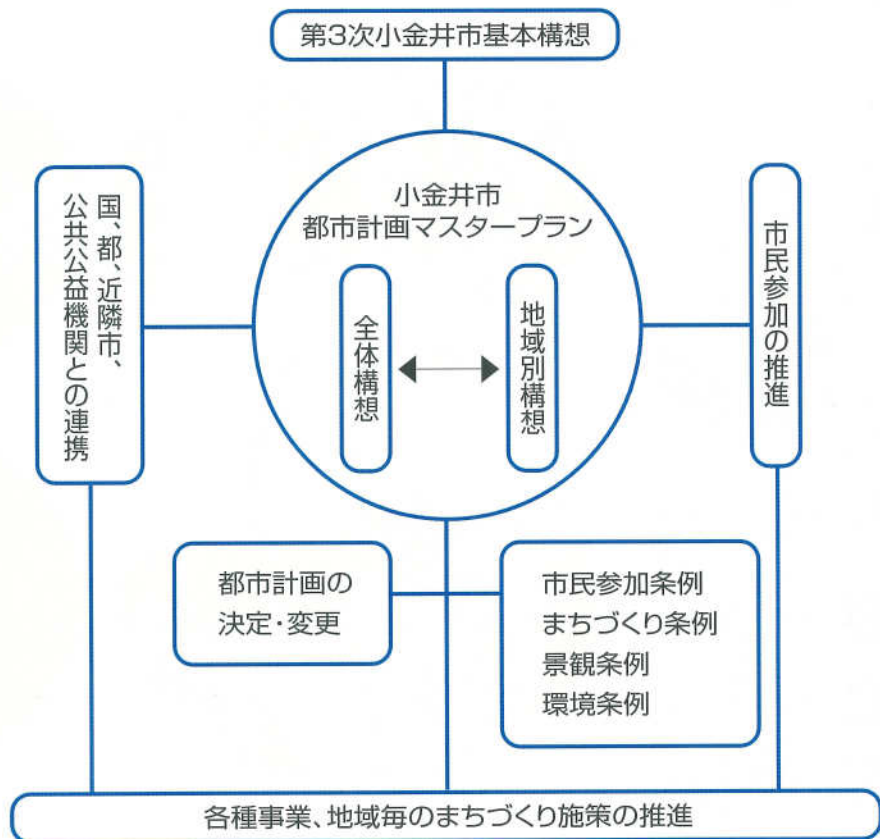 第3次小金井市基本構想
小金井市
都市計画マスタープラン
全体構想
地域別構想
国、都、近隣市、
公共公益機関との連携
市民参加の推進
都市計画の
決定・変更
市民参加条例
まちづくり条例
景観条例
環境条例
各種事業、地域毎のまちづくり施策の推進